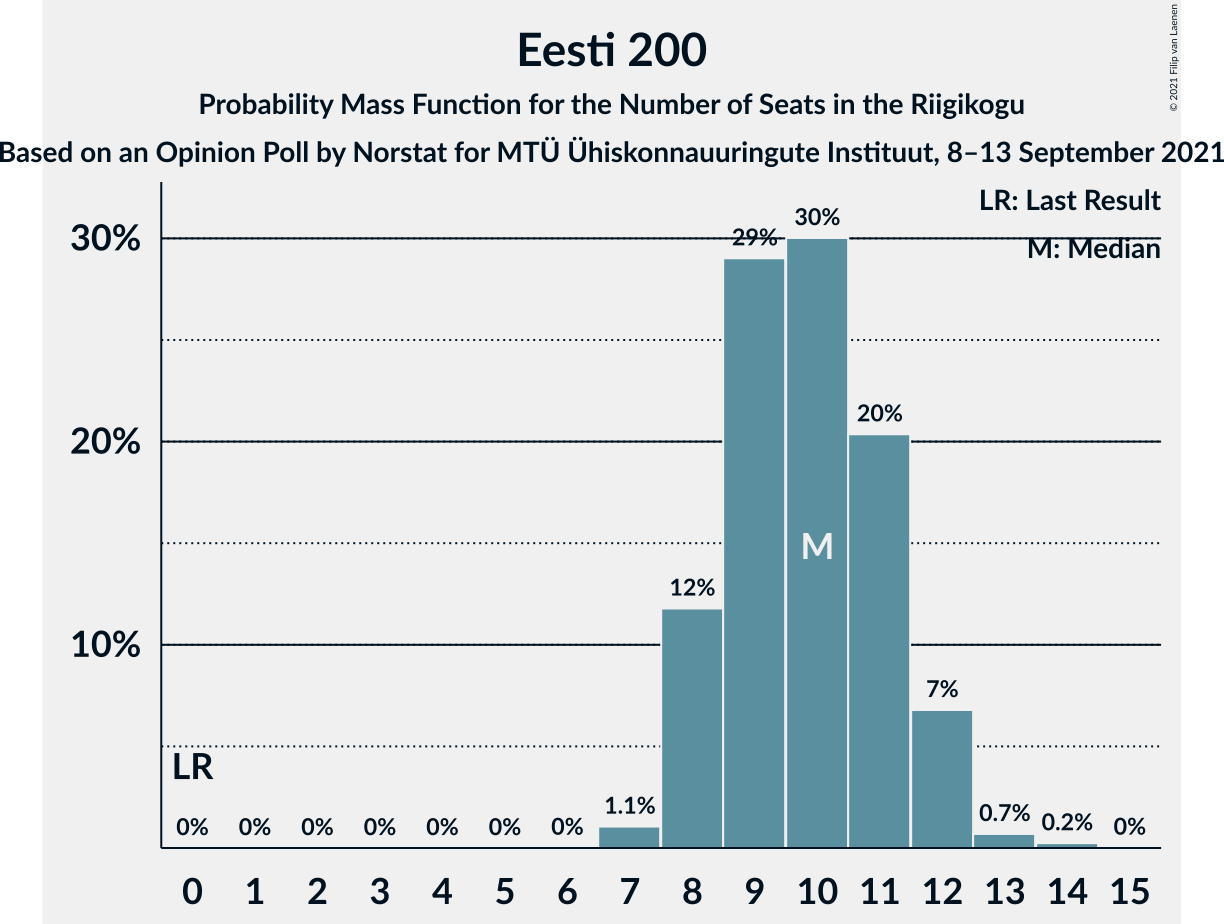 Eesti 200
Probability Mass Function for the Number of Seats in the Riigikogu
Based on an Opinion Poll by Norstat for MTÜ Ühiskonnauuringute Instituut, 8–13 September 2021
© 2021 Filip van Laenen
LR: Last Result
M: Median
30%
20%
10%
LR
M
0% 0% 0% 0% 0% 0% 0% 1.1% 12% 29% 30% 20% 7% 0.7% 0.2% 0%
0 1 2 3 4 5 6 7 8 9 10 11 12 13 14 15